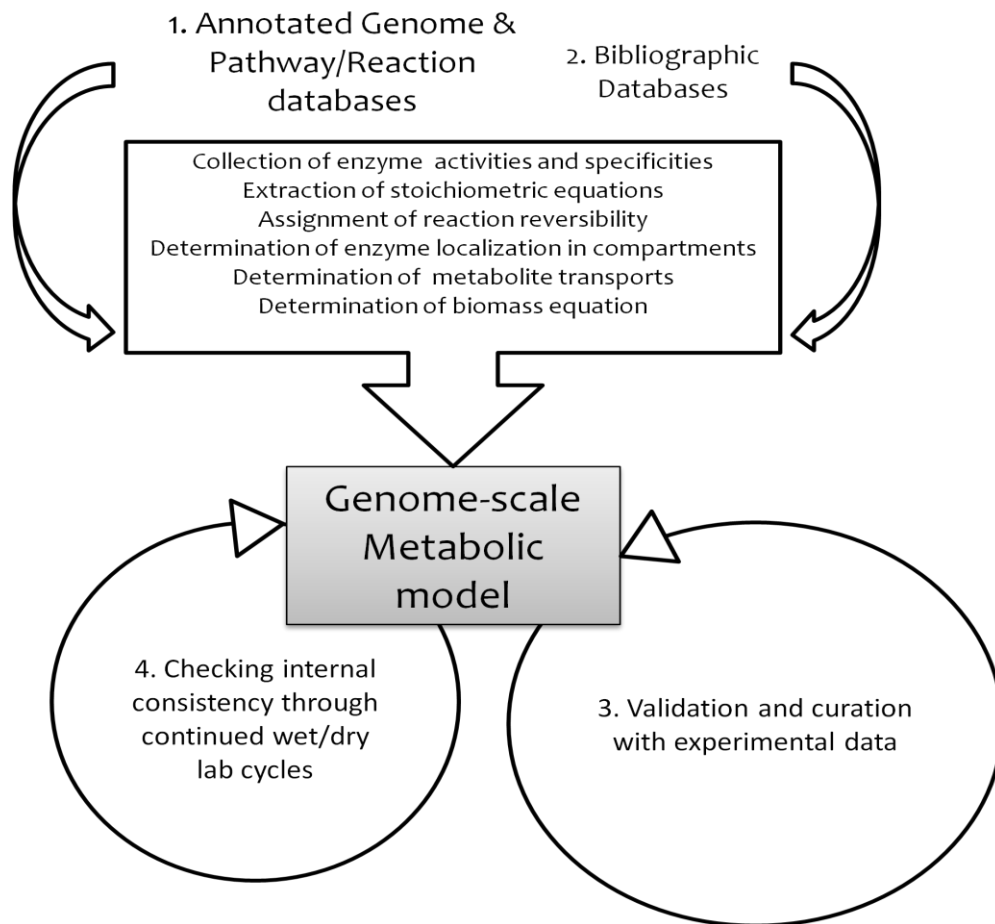 1. Annotated Genome &
Pathway/Reaction
databases
2. Bibliographic
Databases
Collection of enzyme activities and specificities
Extraction of stoichiometric equations
Assignment of reaction reversibility
Determination of enzyme localization in compartments
Determination of metabolite transports
Determination of biomass equation
Genome-scale
Metabolic
model
4. Checking internal
consistency through
continued wet/dry
lab cycles
3. Validation and curation
with experimental data